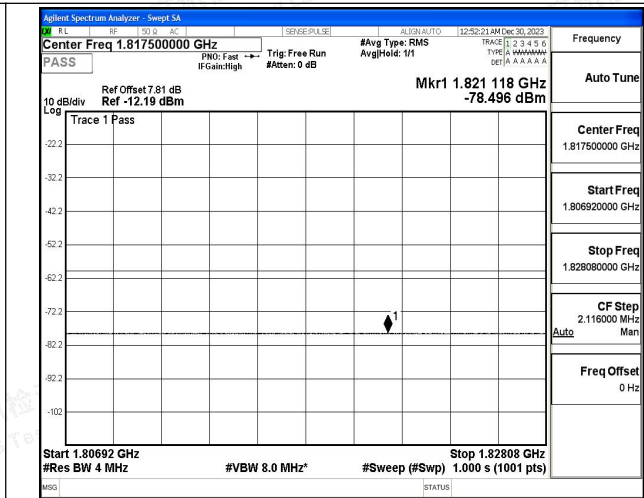 Agilent Spectrum Analyzer - Swept SA
RL RF 50 Ω AC SENSE:PULSE ALIGN AUTO 12:52:21 AM Dec 30, 2023
Center Freq 1.817500000 GHz #Avg Type: RMS TRACE 1 2 3 4 5 6 Frequency
PASS PNO: Fast Trig: Free Run Avg|Hold: 1/1 TYPE A WWWWW
IFGain:High #Atten: 0 dB DET A A A A A A
Auto Tune
Ref Offset 7.81 dB Mkr1 1.821 118 GHz
10 dB/div Ref -12.19 dBm -78.496 dBm
Log
Trace 1 Pass
Center Freq
1.817500000 GHz
-22.2
-32.2
Start Freq
1.806920000 GHz
-42.2
-52.2
Stop Freq
1.828080000 GHz
-62.2
-72.2
1
CF Step
2.116000 MHz
Auto Man
-82.2
-92.2
Freq Offset
0 Hz
-102
Start 1.80692 GHz Stop 1.82808 GHz
#Res BW 4 MHz #VBW 8.0 MHz* #Sweep (#Swp) 1.000 s (1001 pts)
MSG STATUS